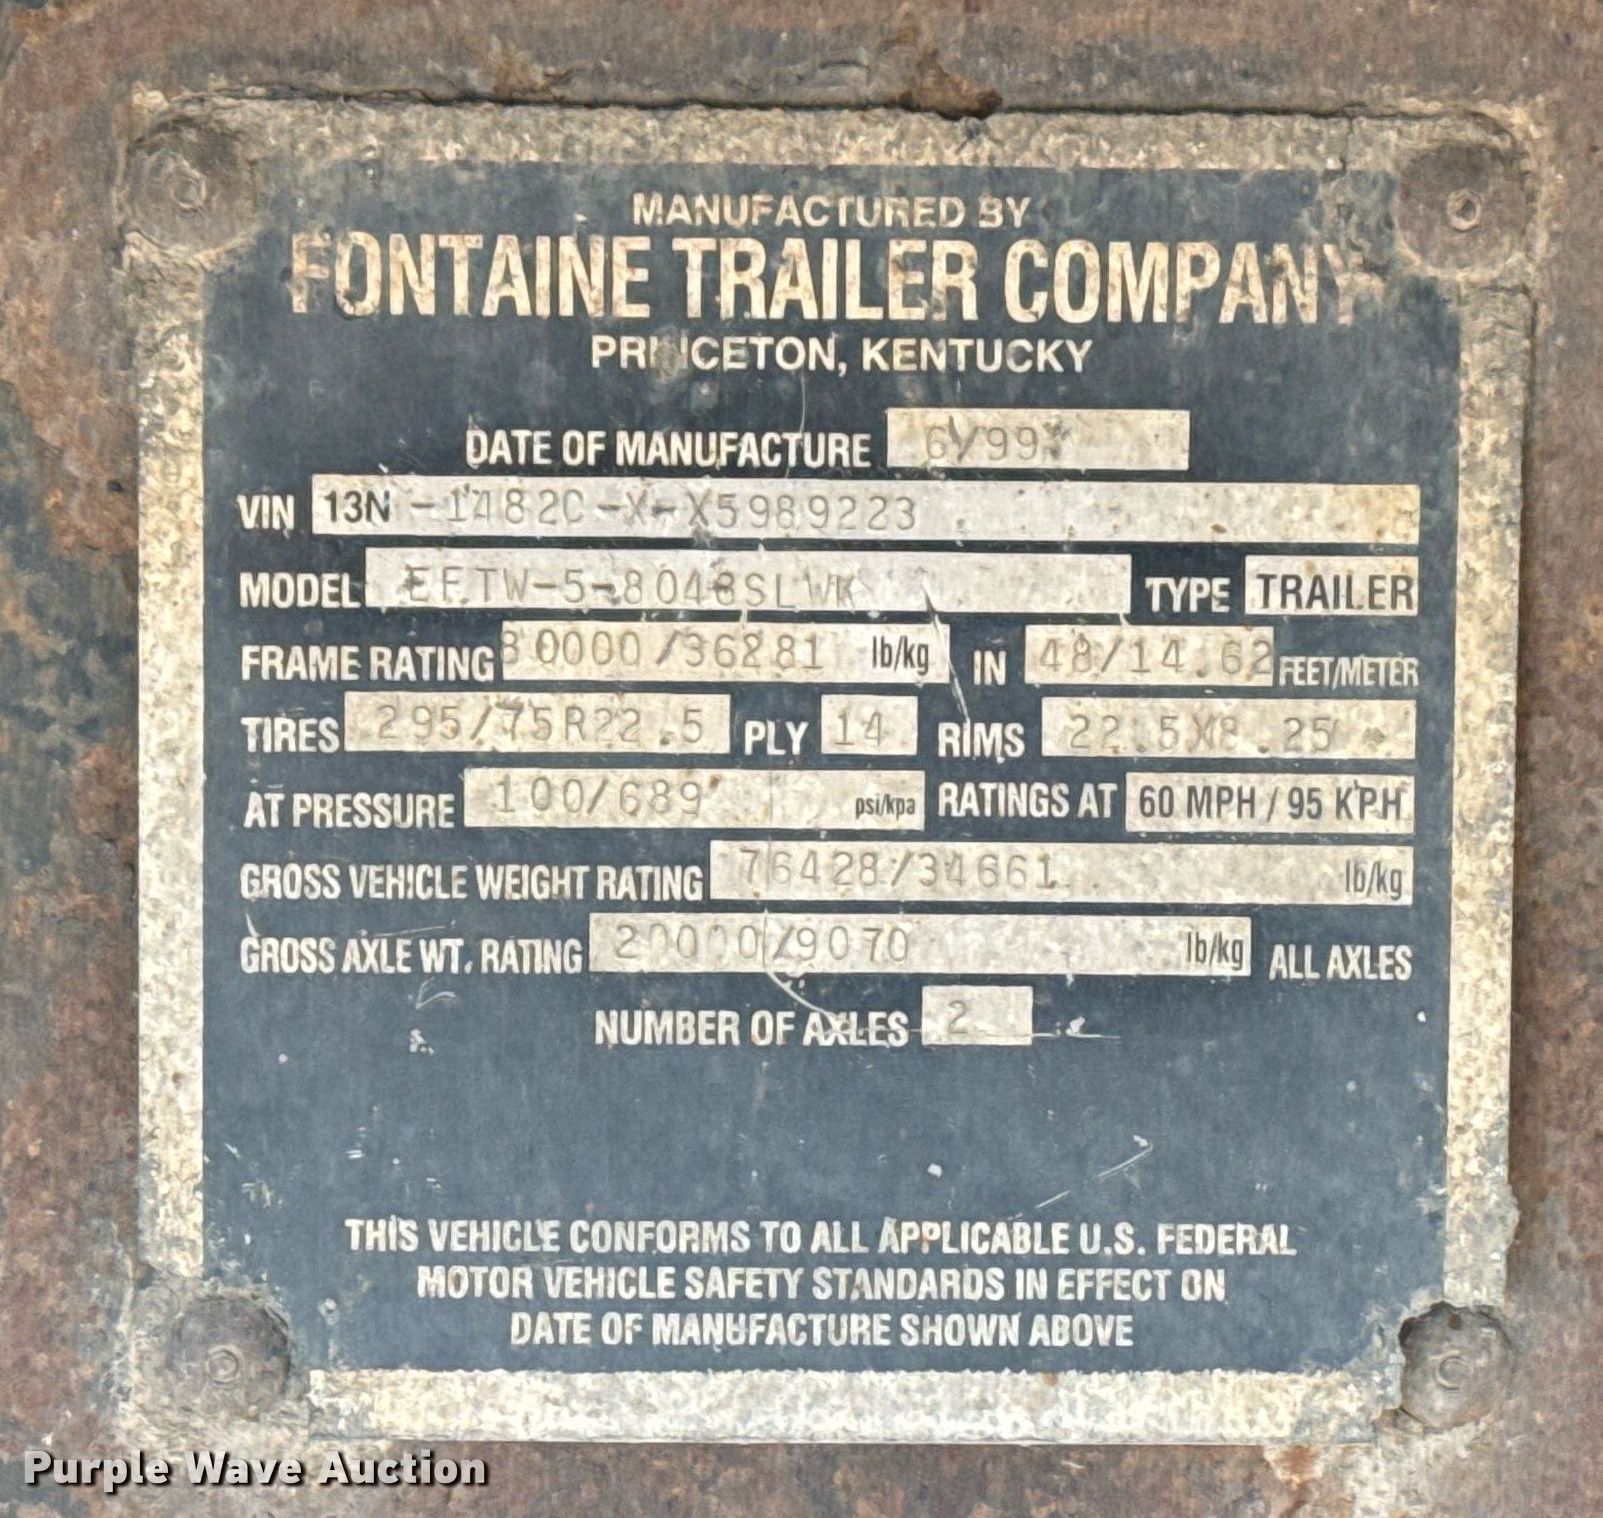 MANUFACTURED BY
FONTAINE TRAILER COMPANY
PRINCETON, KENTUCKY
DATE OF MANUFACTURE 6/99
VIN 13N -1482C-X-X5989223
MODEL EFTW-5-8048SLWK TYPE TRAILER
FRAME RATING 80000/36281 lb/kg IN 48/14.62 FEET/METER
TIRES 295/75R22.5 PLY 14 RIMS 22.5X8.25
AT PRESSURE 100/689 psi/kpa RATINGS AT 60 MPH / 95 KPH
GROSS VEHICLE WEIGHT RATING 76428/34661 lb/kg
GROSS AXLE WT. RATING 20000/9070 lb/kg ALL AXLES
NUMBER OF AXLES 2
THIS VEHICLE CONFORMS TO ALL APPLICABLE U.S. FEDERAL
MOTOR VEHICLE SAFETY STANDARDS IN EFFECT ON
DATE OF MANUFACTURE SHOWN ABOVE
Purple Wave Auction